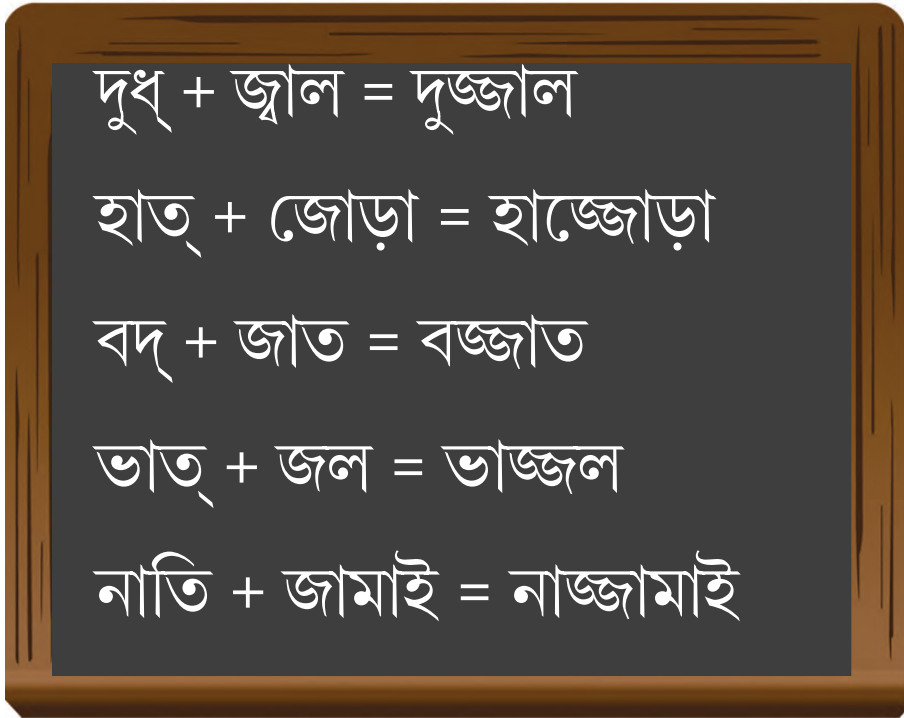 দুধ্ + জ্বাল = দুজ্জাল
হাত্ + জোড়া = হাজ্জোড়া
বদ্ + জাত = বজ্জাত
ভাত্ + জল = ভাজ্জল
নাতি + জামাই = নাজ্জামাই